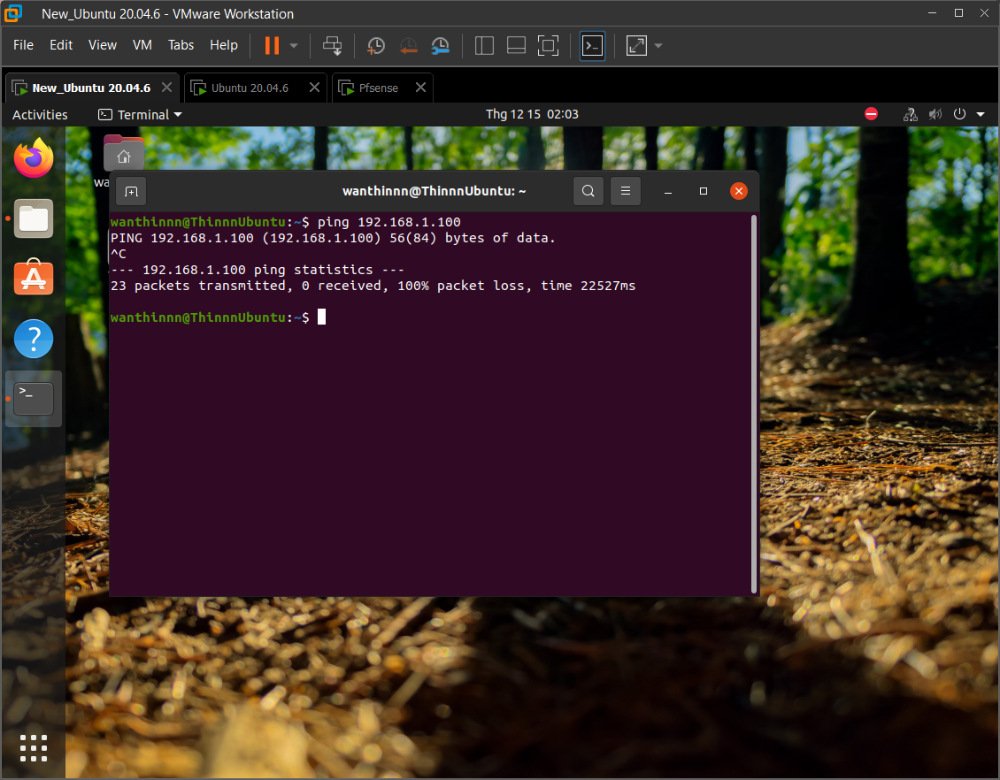 New_Ubuntu 20.04.6 - VMware Workstation
File Edit View VM Tabs Help
New_Ubuntu 20.04.6 Ubuntu 20.04.6 Pfsense
Activities Terminal Thg 12 15 02:03
wa
wanthinnn@ThinnnUbuntu: ~
wanthinnn@ThinnnUbuntu:~$ ping 192.168.1.100
PING 192.168.1.100 (192.168.1.100) 56(84) bytes of data.
^C
--- 192.168.1.100 ping statistics ---
23 packets transmitted, 0 received, 100% packet loss, time 22527ms
wanthinnn@ThinnnUbuntu:~$